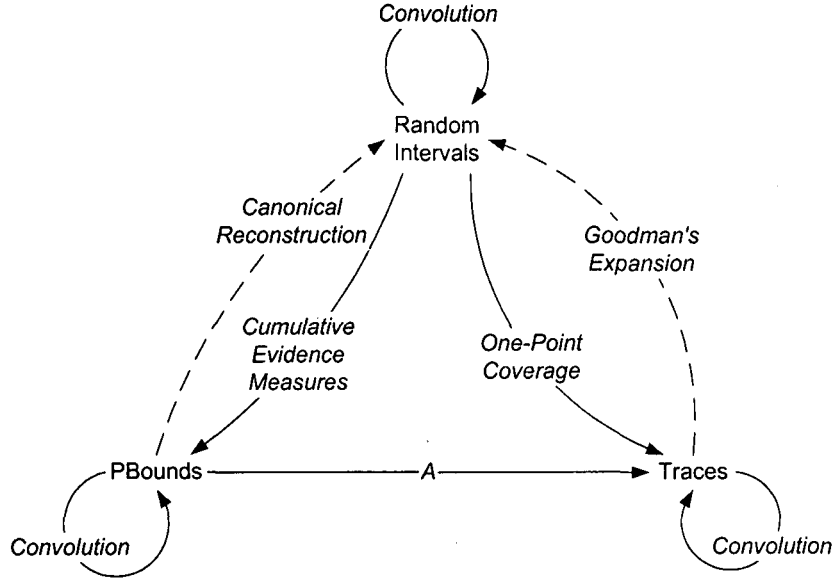 Convolution
Random
Intervals
Canonical
Reconstruction
Goodman's
Expansion
Cumulative
Evidence
Measures
One-Point
Coverage
PBounds
A
Traces
Convolution
Convolution